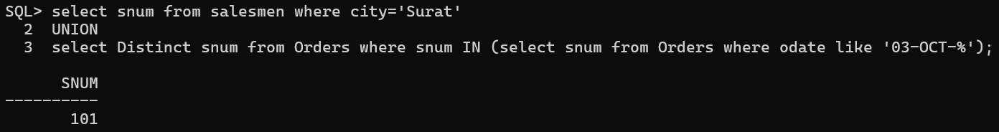 SQL> select snum from salesmen where city='Surat'
  2  UNION
  3  select Distinct snum from Orders where snum IN (select snum from Orders where odate like '03-OCT-%');
      SNUM
----------
       101